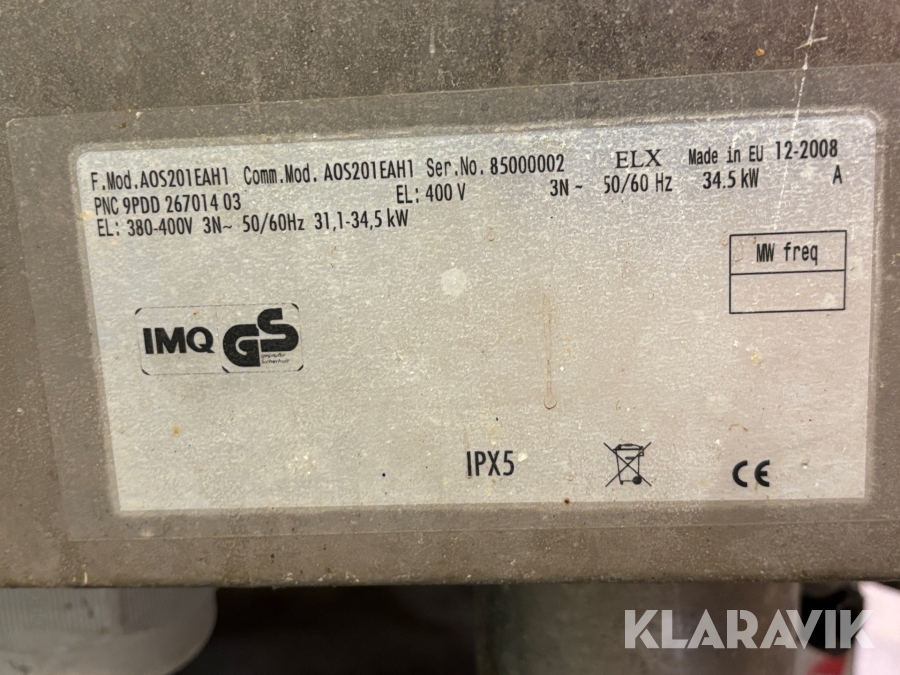 F.Mod. AOS201EAH1 Comm.Mod. AOS201EAH1 Ser.No. 85000002 ELX Made in EU 12-2008
PNC 9PDD 267014 03 EL: 400 V 3N~ 50/60 Hz 34.5 kW A
EL: 380-400V 3N~ 50/60Hz 31,1-34,5 kW
MW freq
IMQ GS
geprüfte Sicherheit
IPX5
CE
KLARAVIK